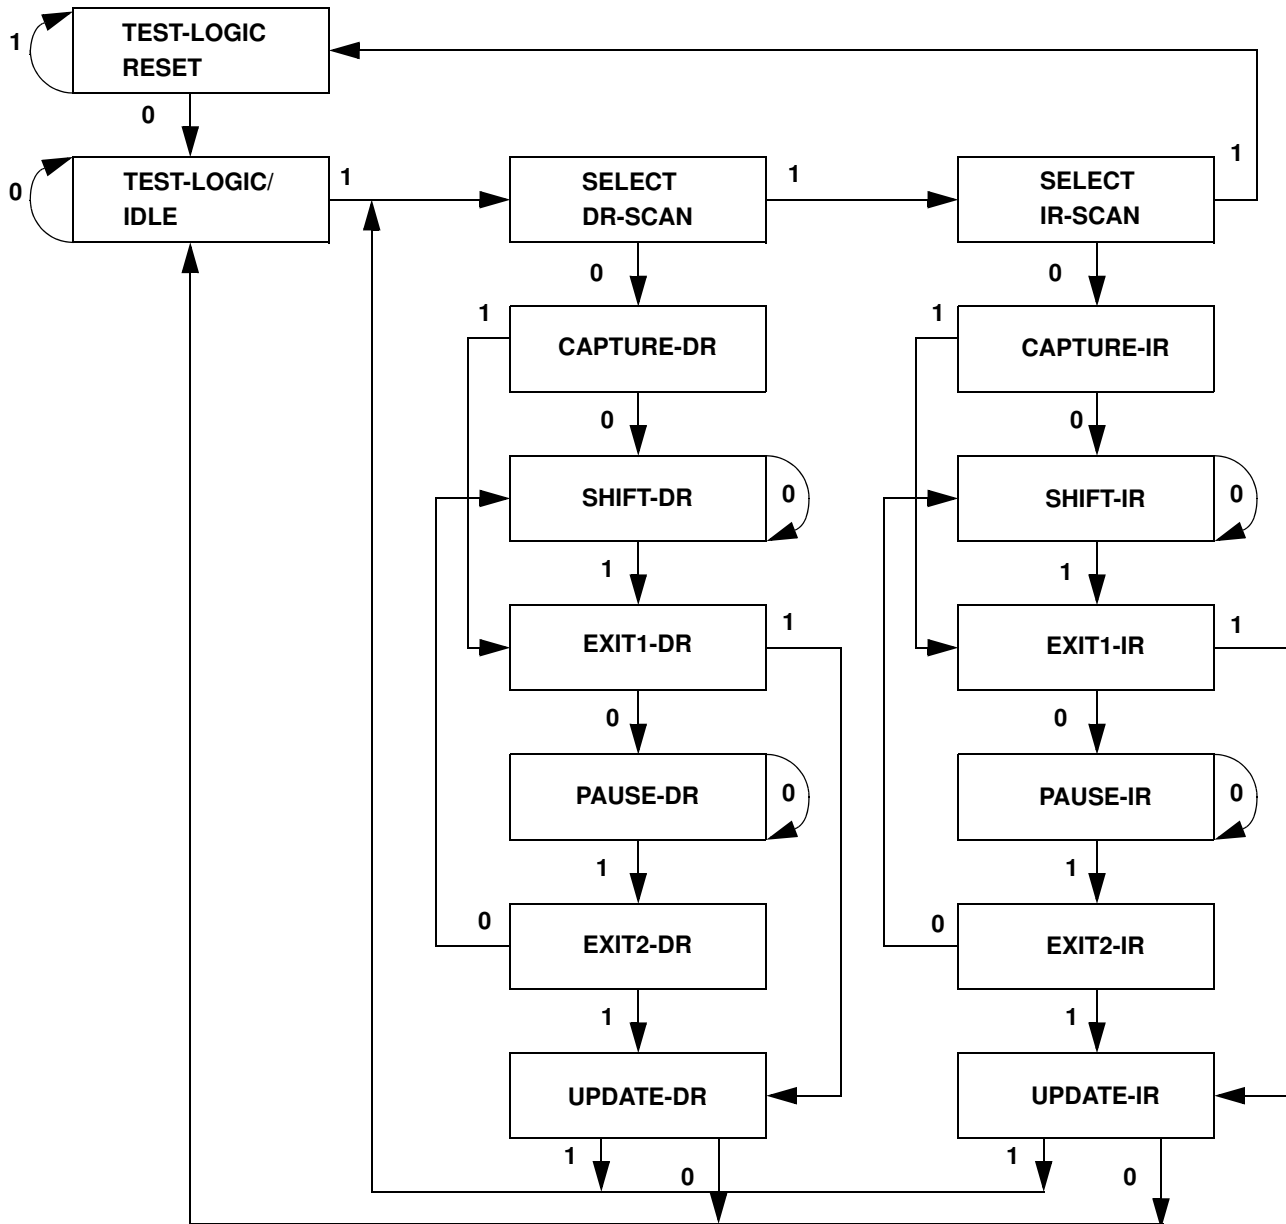 TEST-LOGIC
RESET
1
0
TEST-LOGIC/
IDLE
0
1
SELECT
DR-SCAN
1
SELECT
IR-SCAN
1
0
0
1
CAPTURE-DR
1
CAPTURE-IR
0
0
SHIFT-DR
0
SHIFT-IR
0
1
1
EXIT1-DR
1
EXIT1-IR
1
0
0
PAUSE-DR
0
PAUSE-IR
0
1
1
0
EXIT2-DR
0
EXIT2-IR
1
1
UPDATE-DR
UPDATE-IR
1
0
1
0